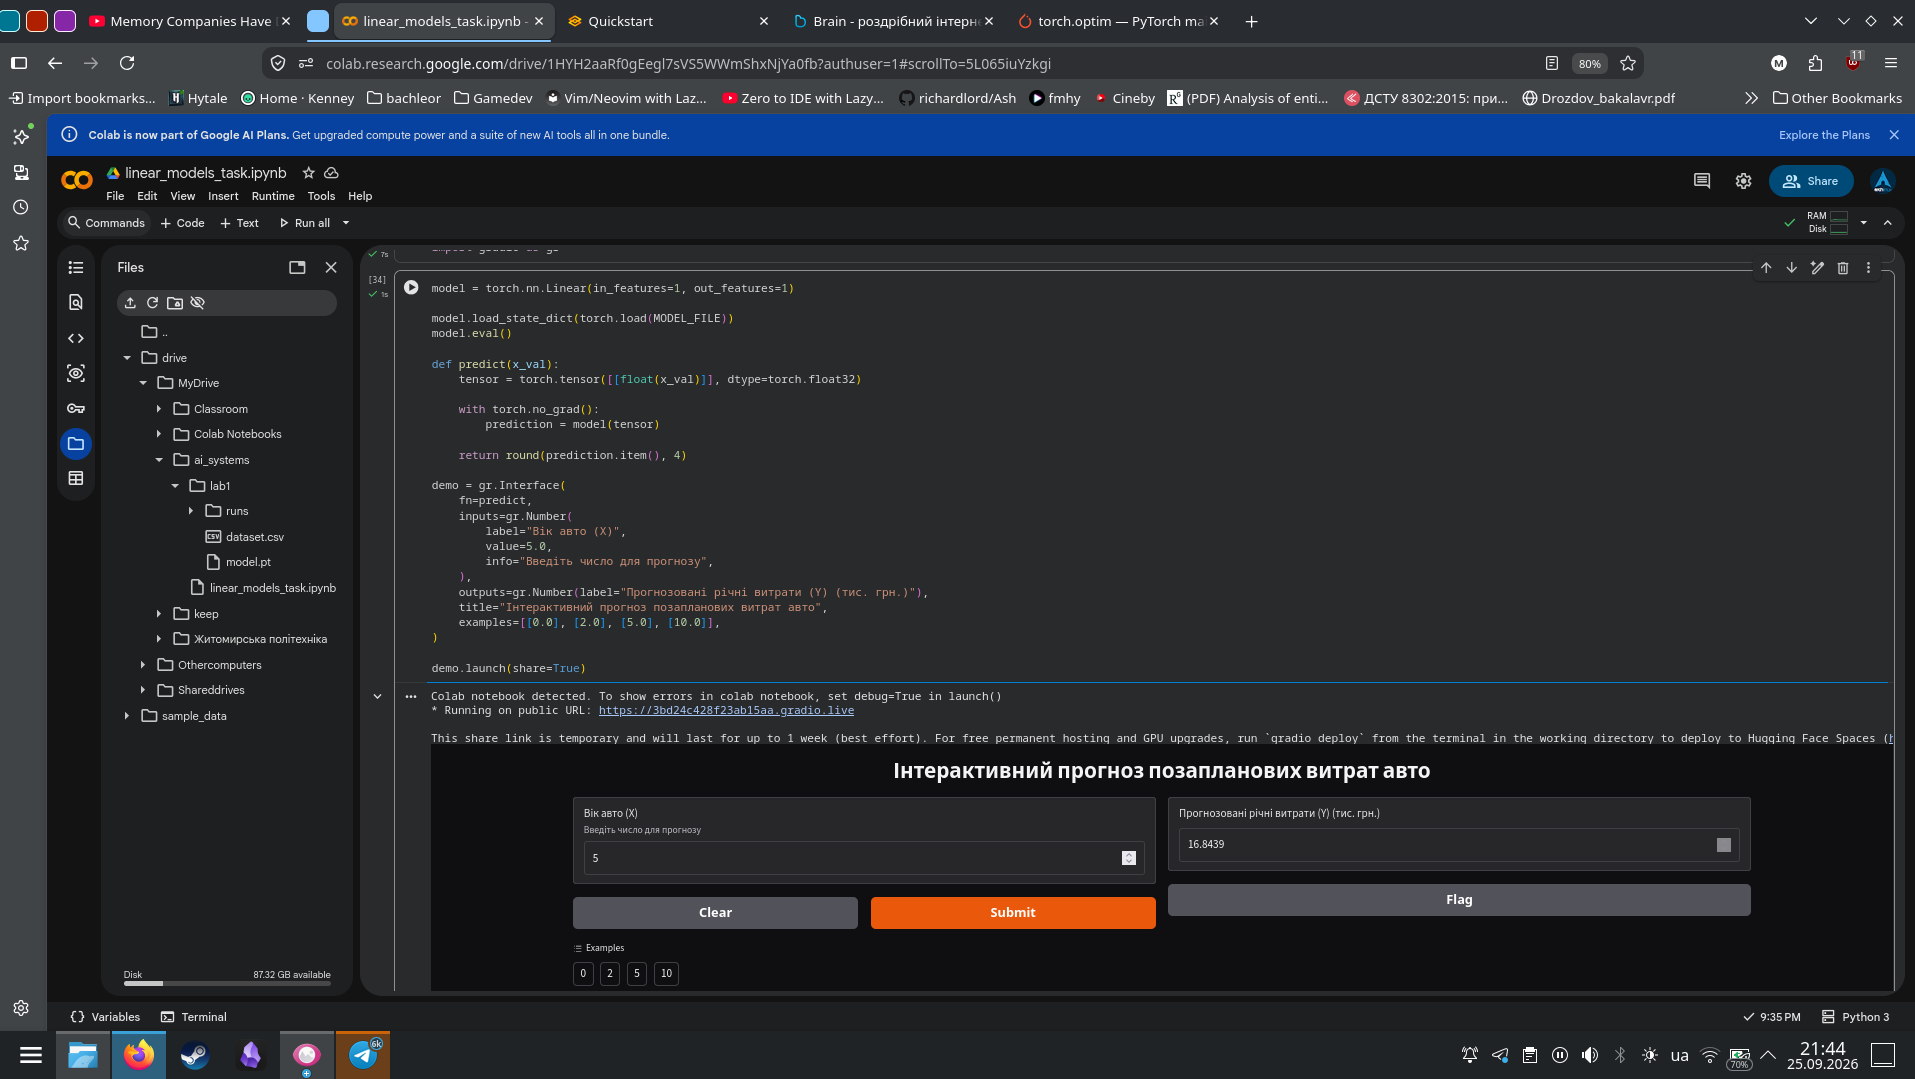 Memory Companies Have
linear_models_task.ipynb -
Quickstart
Brain - роздрібний інтерн
torch.optim — PyTorch ma
colab.research.google.com/drive/1HYH2aaRf0gEegl7sVS5WWmShxNjYa0fb?authuser=1#scrollTo=5L065iuYzkgi
80%
11
Import bookmarks...
Hytale
Home · Kenney
bachleor
Gamedev
Vim/Neovim with Laz...
Zero to IDE with Lazy...
richardlord/Ash
fmhy
Cineby
(PDF) Analysis of enti...
ДСТУ 8302:2015: при...
Drozdov_bakalavr.pdf
Other Bookmarks
Colab is now part of Google AI Plans. Get upgraded compute power and a suite of new AI tools all in one bundle.
Explore the Plans
linear_models_task.ipynb
File Edit View Insert Runtime Tools Help
Share
Commands + Code + Text Run all
RAM
Disk
Files
..
drive
MyDrive
Classroom
Colab Notebooks
ai_systems
lab1
runs
dataset.csv
model.pt
linear_models_task.ipynb
keep
Житомирська політехніка
Othercomputers
Shareddrives
sample_data
Disk 87.32 GB available
7s
import gradio as gr
[34]
1s
model = torch.nn.Linear(in_features=1, out_features=1)
model.load_state_dict(torch.load(MODEL_FILE))
model.eval()
def predict(x_val):
tensor = torch.tensor([[float(x_val)]], dtype=torch.float32)
with torch.no_grad():
prediction = model(tensor)
return round(prediction.item(), 4)
demo = gr.Interface(
fn=predict,
inputs=gr.Number(
label="Вік авто (X)",
value=5.0,
info="Введіть число для прогнозу",
),
outputs=gr.Number(label="Прогнозовані річні витрати (Y) (тис. грн.)"),
title="Інтерактивний прогноз позапланових витрат авто",
examples=[[0.0], [2.0], [5.0], [10.0]],
)
demo.launch(share=True)
Colab notebook detected. To show errors in colab notebook, set debug=True in launch()
* Running on public URL: https://3bd24c428f23ab15aa.gradio.live
This share link is temporary and will last for up to 1 week (best effort). For free permanent hosting and GPU upgrades, run `gradio deploy` from the terminal in the working directory to deploy to Hugging Face Spaces (h
Інтерактивний прогноз позапланових витрат авто
Вік авто (X)
Введіть число для прогнозу
5
Прогнозовані річні витрати (Y) (тис. грн.)
16.8439
Clear
Submit
Flag
Examples
0 2 5 10
Variables
Terminal
9:35 PM
Python 3
6k
ua
70%
21:44
25.09.2026